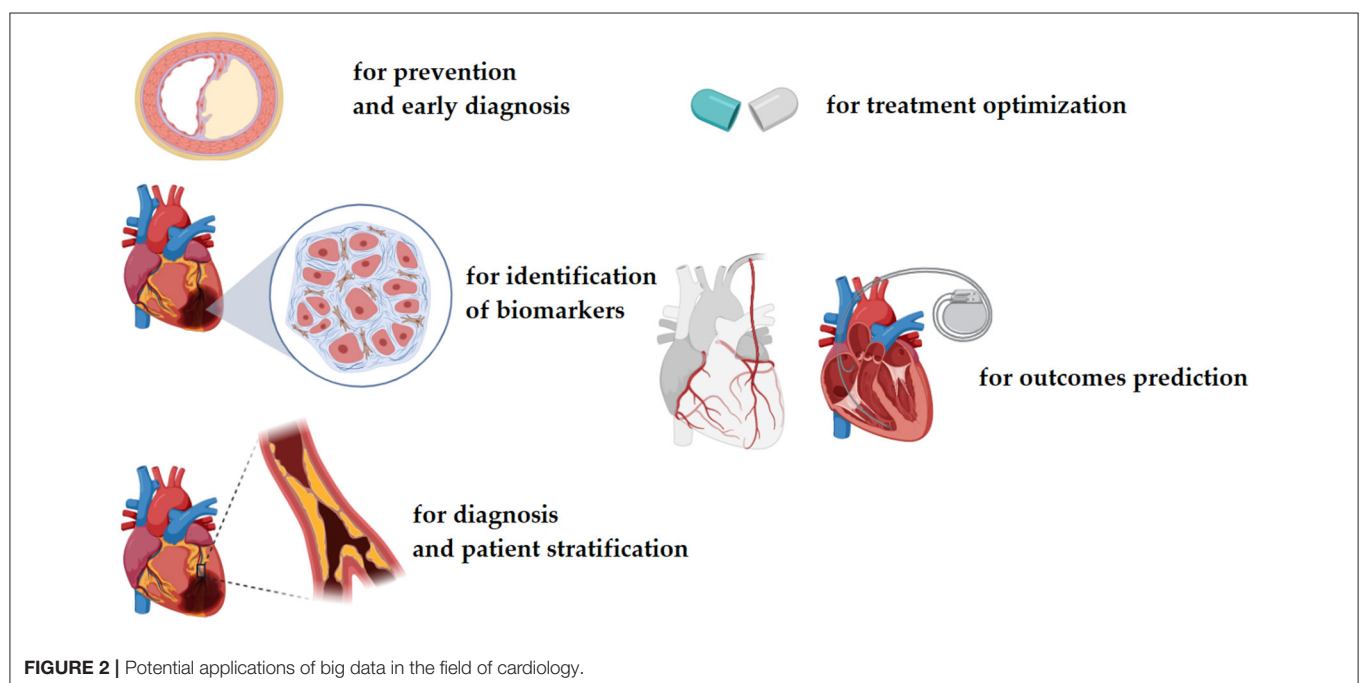 for prevention
and early diagnosis
for treatment optimization
for identification
of biomarkers
for outcomes prediction
for diagnosis
and patient stratification
FIGURE 2 | Potential applications of big data in the field of cardiology.